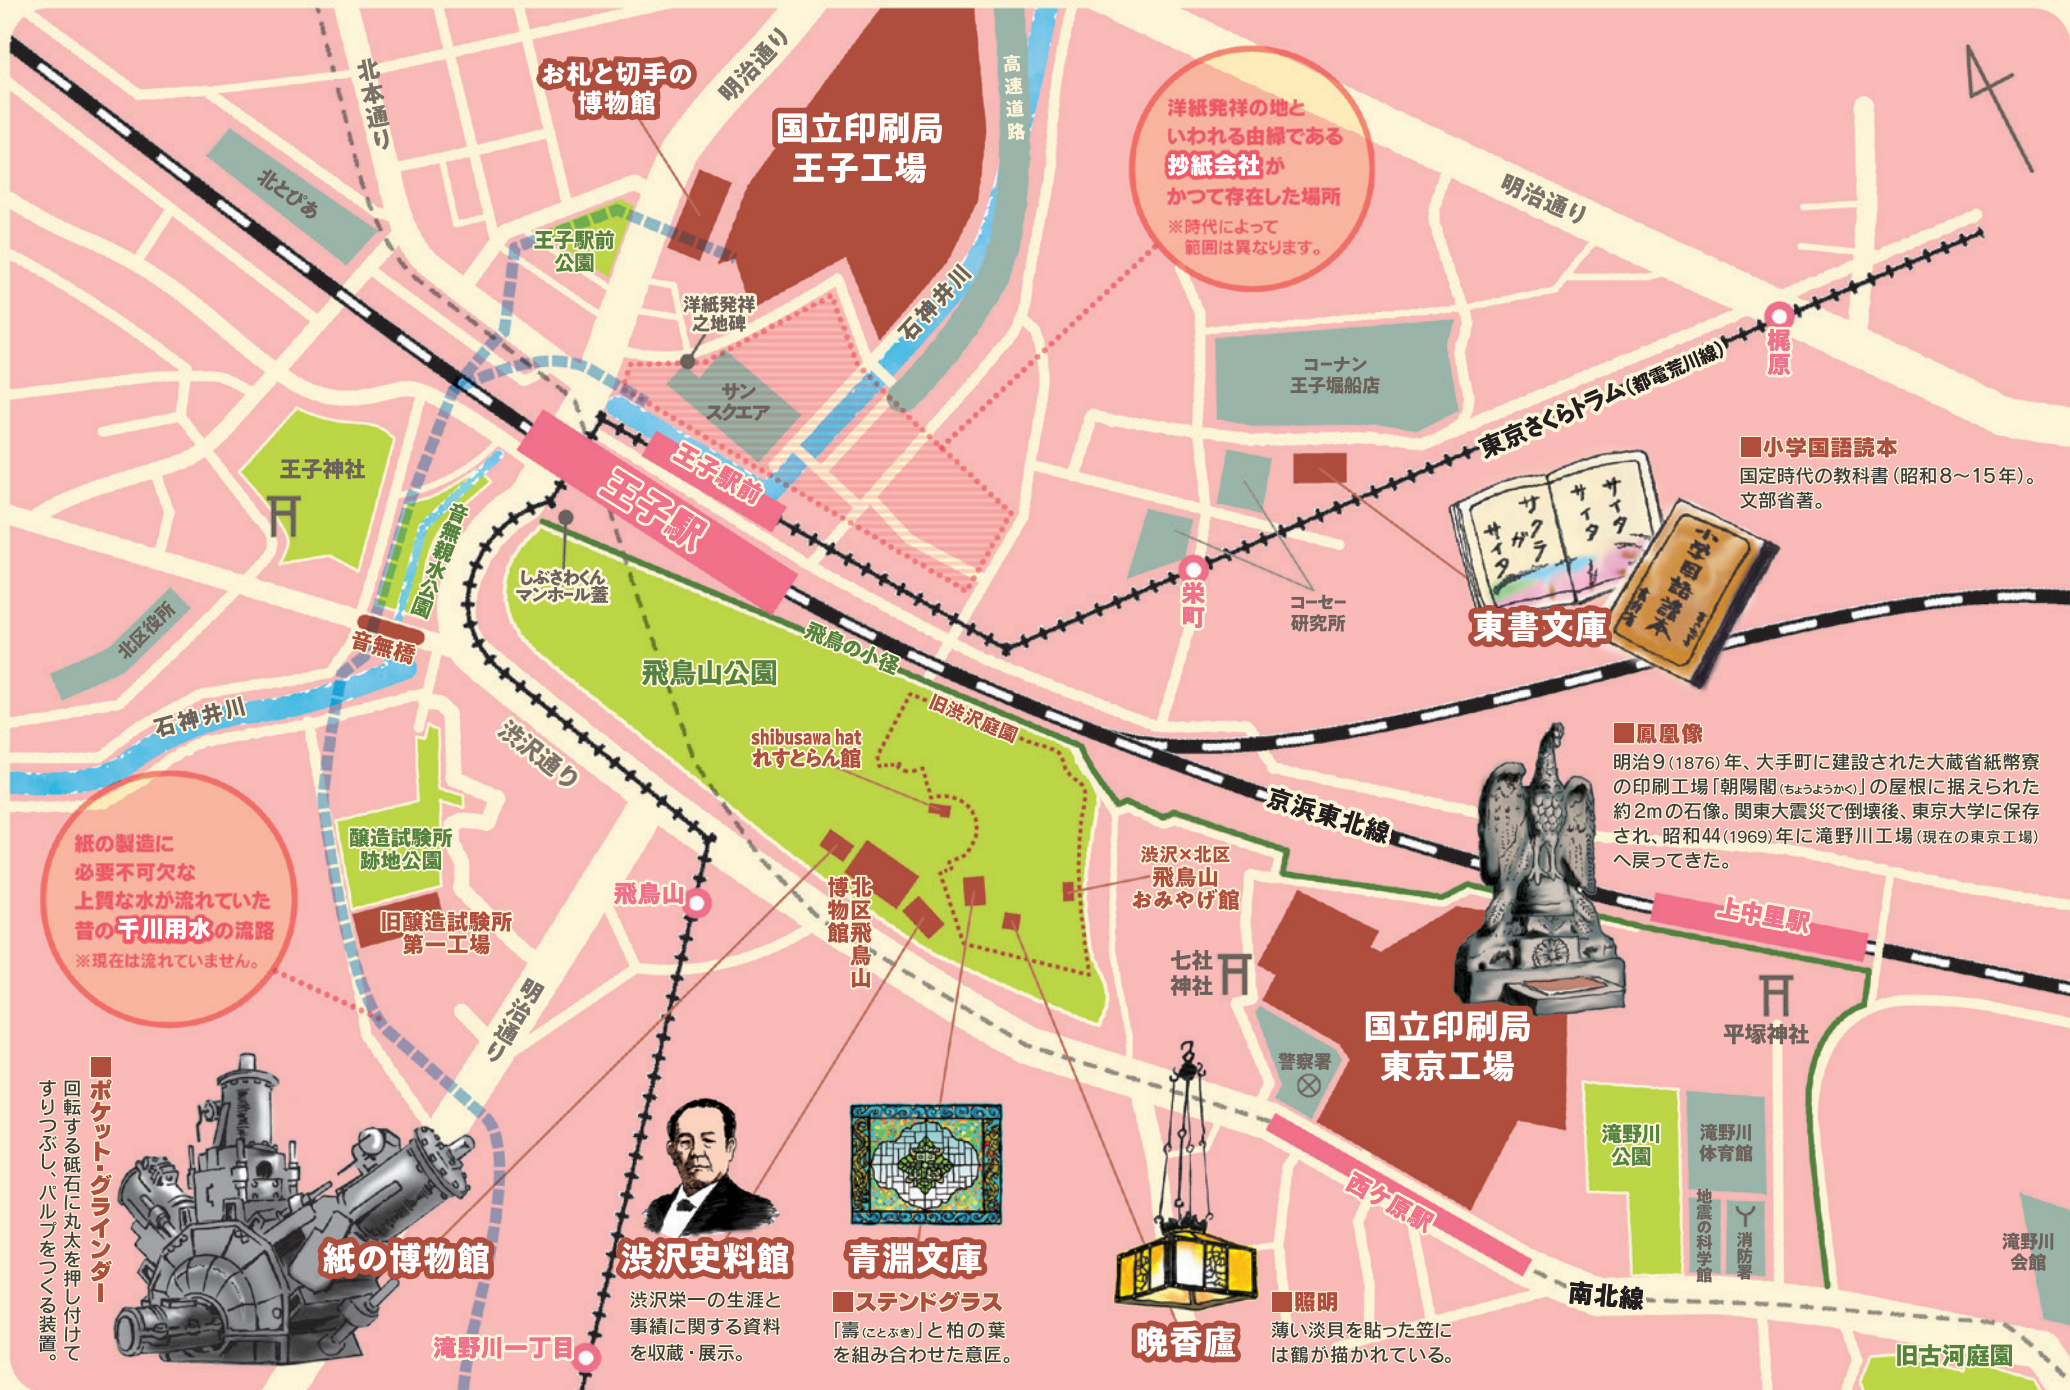 北本通り
お札と切手の
博物館
明治通り
国立印刷局
王子工場
高速道路
洋紙発祥の地と
いわれる由縁である
抄紙会社が
かつて存在した場所
※時代によって
範囲は異なります。
明治通り
北とぴあ
王子駅前
公園
洋紙発祥
之地碑
石神井川
サン
スクエア
コーナン
王子堀船店
梶原
東京さくらトラム(都電荒川線)
■小学国語読本
国定時代の教科書(昭和8〜15年)。
文部省著。
サイタ
サイタ
サクラ
ガ
サイタ
小学国語読本
東書文庫
王子神社
音無親水公園
王子駅前
王子駅
しぶさわくん
マンホール蓋
栄町
コーセー
研究所
北区役所
音無橋
飛鳥の小径
飛鳥山公園
旧渋沢庭園
石神井川
渋沢通り
shibusawa hat
れすとらん館
■鳳凰像
明治9(1876)年、大手町に建設された大蔵省紙幣寮
の印刷工場「朝陽閣(ちょうようかく)」の屋根に据えられた
約2mの石像。関東大震災で倒壊後、東京大学に保存
され、昭和44(1969)年に滝野川工場(現在の東京工場)
へ戻ってきた。
京浜東北線
紙の製造に
必要不可欠な
上質な水が流れていた
昔の千川用水の流路
※現在は流れていません。
醸造試験所
跡地公園
旧醸造試験所
第一工場
飛鳥山
北区飛鳥山
博物館
渋沢×北区
飛鳥山
おみやげ館
上中里駅
七社
神社
平塚神社
明治通り
国立印刷局
東京工場
警察署
滝野川
公園
滝野川
体育館
地震の科学館
消防署
滝野川
会館
西ケ原駅
南北線
旧古河庭園
■ポケット・グラインダー
回転する砥石に丸太を押し付けて
すりつぶし、パルプをつくる装置。
紙の博物館
渋沢史料館
渋沢栄一の生涯と
事績に関する資料
を収蔵・展示。
青淵文庫
■ステンドグラス
「壽(ことぶき)」と柏の葉
を組み合わせた意匠。
晩香廬
■照明
薄い淡貝を貼った笠に
は鶴が描かれている。
滝野川一丁目